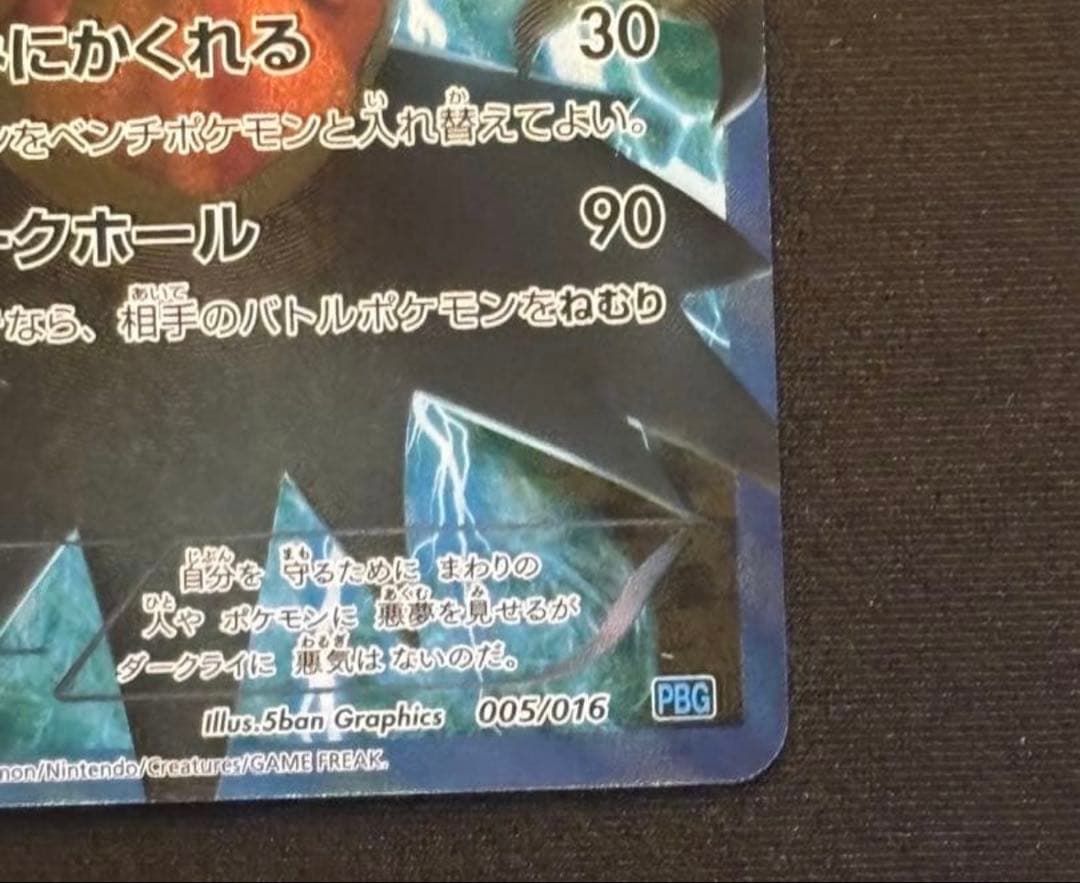 にかくれる 30
をベンチポケモンと入れ替えてよい。
ークホール 90
なら、相手のバトルポケモンをねむり
自分を 守るために まわりの
人や ポケモンに 悪夢を見せるが
ダークライに 悪気は ないのだ。
Illus.5ban Graphics 005/016 PBG
mon/Nintendo/Creatures/GAME FREAK.